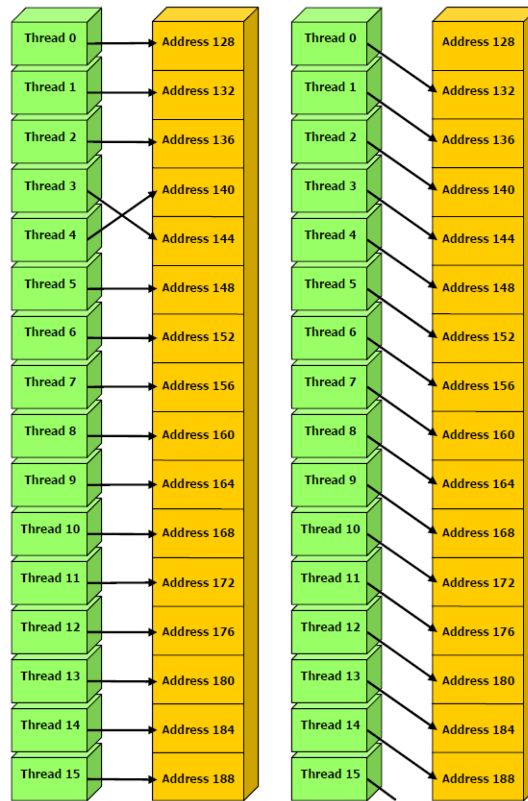 Thread 0 Address 128 Thread 0 Address 128
Thread 1 Address 132 Thread 1 Address 132
Thread 2 Address 136 Thread 2 Address 136
Thread 3 Address 140 Thread 3 Address 140
Thread 4 Address 144 Thread 4 Address 144
Thread 5 Address 148 Thread 5 Address 148
Thread 6 Address 152 Thread 6 Address 152
Thread 7 Address 156 Thread 7 Address 156
Thread 8 Address 160 Thread 8 Address 160
Thread 9 Address 164 Thread 9 Address 164
Thread 10 Address 168 Thread 10 Address 168
Thread 11 Address 172 Thread 11 Address 172
Thread 12 Address 176 Thread 12 Address 176
Thread 13 Address 180 Thread 13 Address 180
Thread 14 Address 184 Thread 14 Address 184
Thread 15 Address 188 Thread 15 Address 188